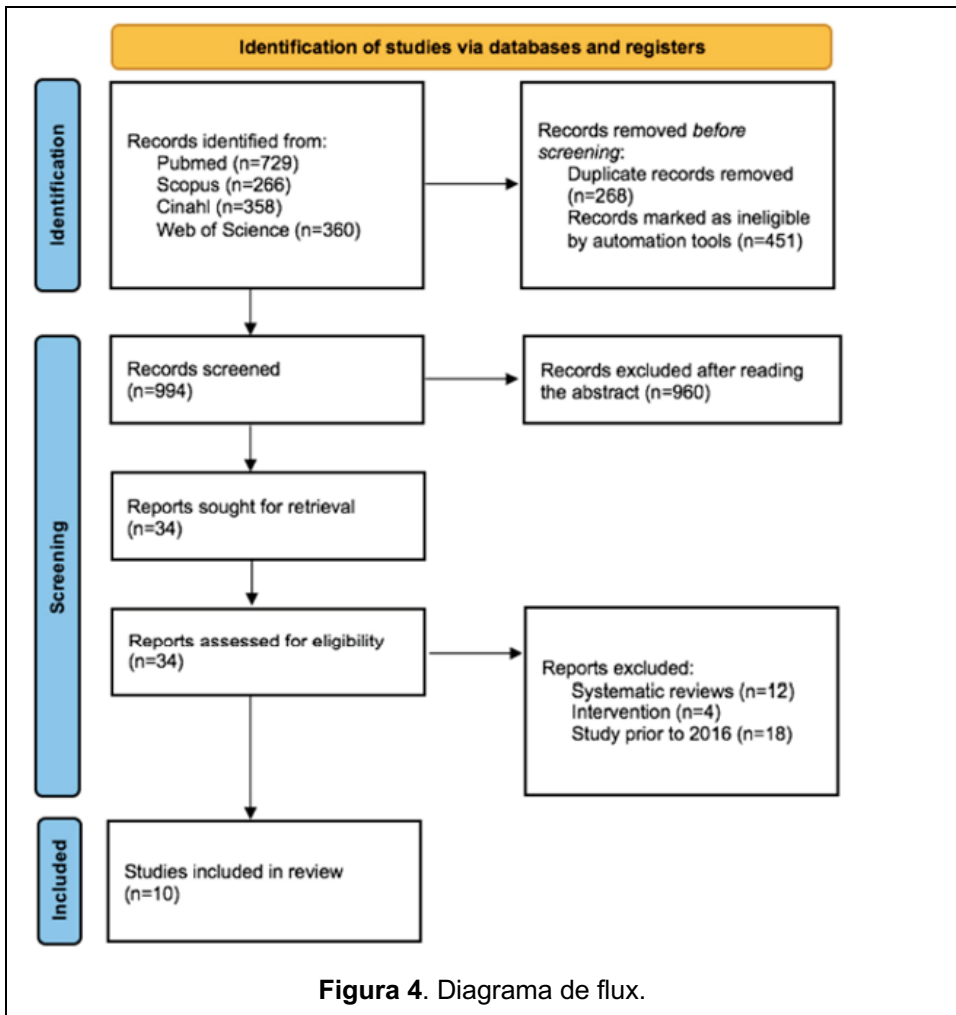 Identification of studies via databases and registers
Identification
Records identified from:
Pubmed (n=729)
Scopus (n=266)
Cinahl (n=358)
Web of Science (n=360)
Records removed before
screening:
Duplicate records removed
(n=268)
Records marked as ineligible
by automation tools (n=451)
Screening
Records screened
(n=994)
Records excluded after reading
the abstract (n=960)
Reports sought for retrieval
(n=34)
Reports assessed for eligibility
(n=34)
Reports excluded:
Systematic reviews (n=12)
Intervention (n=4)
Study prior to 2016 (n=18)
Included
Studies included in review
(n=10)
Figura 4. Diagrama de flux.